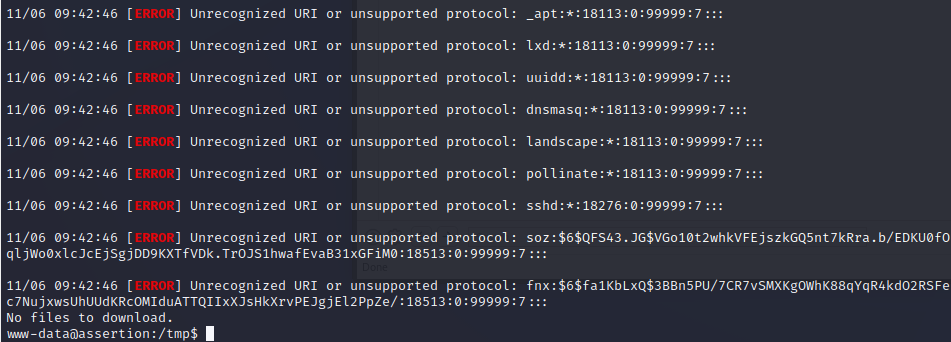 11/06 09:42:46 [ERROR] Unrecognized URI or unsupported protocol: _apt:*:18113:0:99999:7:::
11/06 09:42:46 [ERROR] Unrecognized URI or unsupported protocol: lxd:*:18113:0:99999:7:::
11/06 09:42:46 [ERROR] Unrecognized URI or unsupported protocol: uuidd:*:18113:0:99999:7:::
11/06 09:42:46 [ERROR] Unrecognized URI or unsupported protocol: dnsmasq:*:18113:0:99999:7:::
11/06 09:42:46 [ERROR] Unrecognized URI or unsupported protocol: landscape:*:18113:0:99999:7:::
11/06 09:42:46 [ERROR] Unrecognized URI or unsupported protocol: pollinate:*:18113:0:99999:7:::
11/06 09:42:46 [ERROR] Unrecognized URI or unsupported protocol: sshd:*:18276:0:99999:7:::
11/06 09:42:46 [ERROR] Unrecognized URI or unsupported protocol: soz:$6$QFS43.JG$VGo10t2whkVFEjszkGQ5nt7kRra.b/EDKU0fO
qljWo0xlcJcEjSgjDD9KXTfVDk.TrOJS1hwafEvaB31xGFiM0:18513:0:99999:7:::
11/06 09:42:46 [ERROR] Unrecognized URI or unsupported protocol: fnx:$6$fa1KbLxQ$3BBn5PU/7CR7vSMXKgOWhK88qYqR4kdO2RSFe
c7NujxwsUhUUdKRcOMIduATTQIIxXJsHkXrvPEJgjEl2PpZe/:18513:0:99999:7:::
No files to download.
www-data@assertion:/tmp$